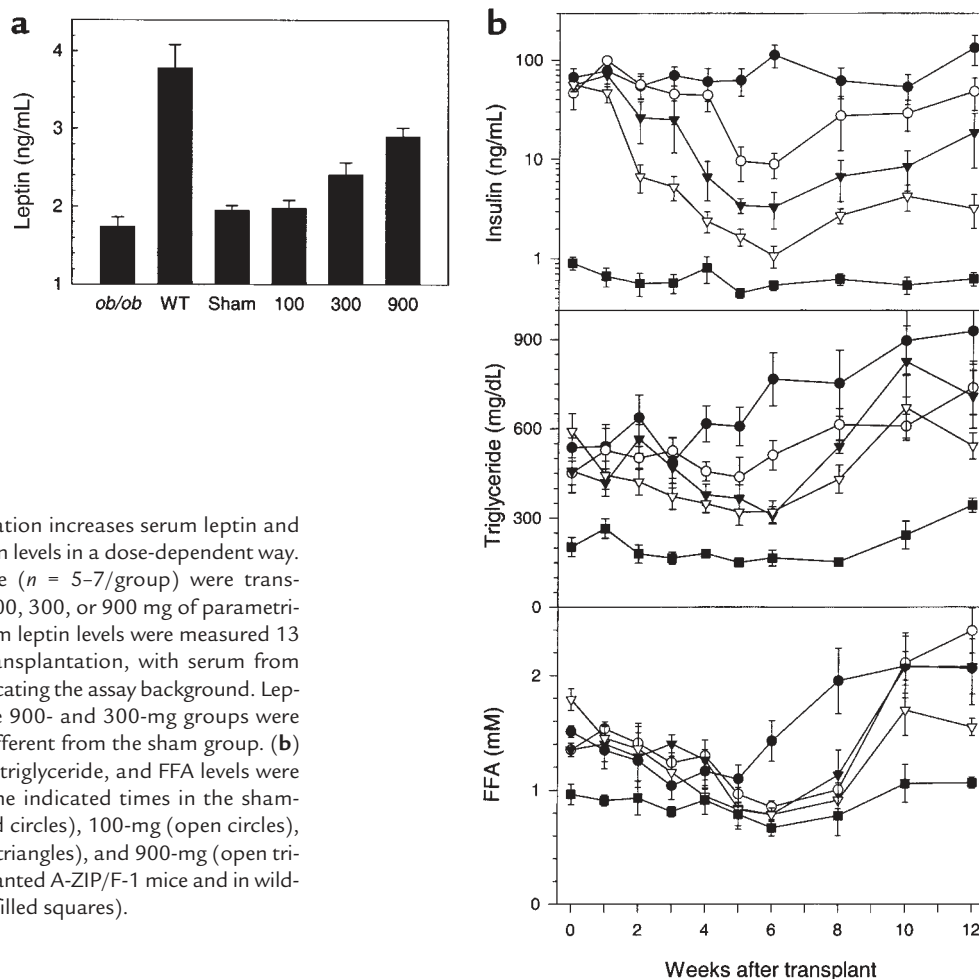 a
Leptin (ng/mL)
4
3
2
1
ob/ob WT Sham 100 300 900
b
Insulin (ng/mL)
100
10
1
Triglyceride (mg/dL)
900
600
300
0
FFA (mM)
2
1
0
0 2 4 6 8 10 12
Weeks after transplant
ation increases serum leptin and
n levels in a dose-dependent way.
e (n = 5–7/group) were trans-
00, 300, or 900 mg of parametri-
m leptin levels were measured 13
ansplantation, with serum from
cating the assay background. Lep-
e 900- and 300-mg groups were
fferent from the sham group. (b)
triglyceride, and FFA levels were
ne indicated times in the sham-
d circles), 100-mg (open circles),
triangles), and 900-mg (open tri-
anted A-ZIP/F-1 mice and in wild-
filled squares).